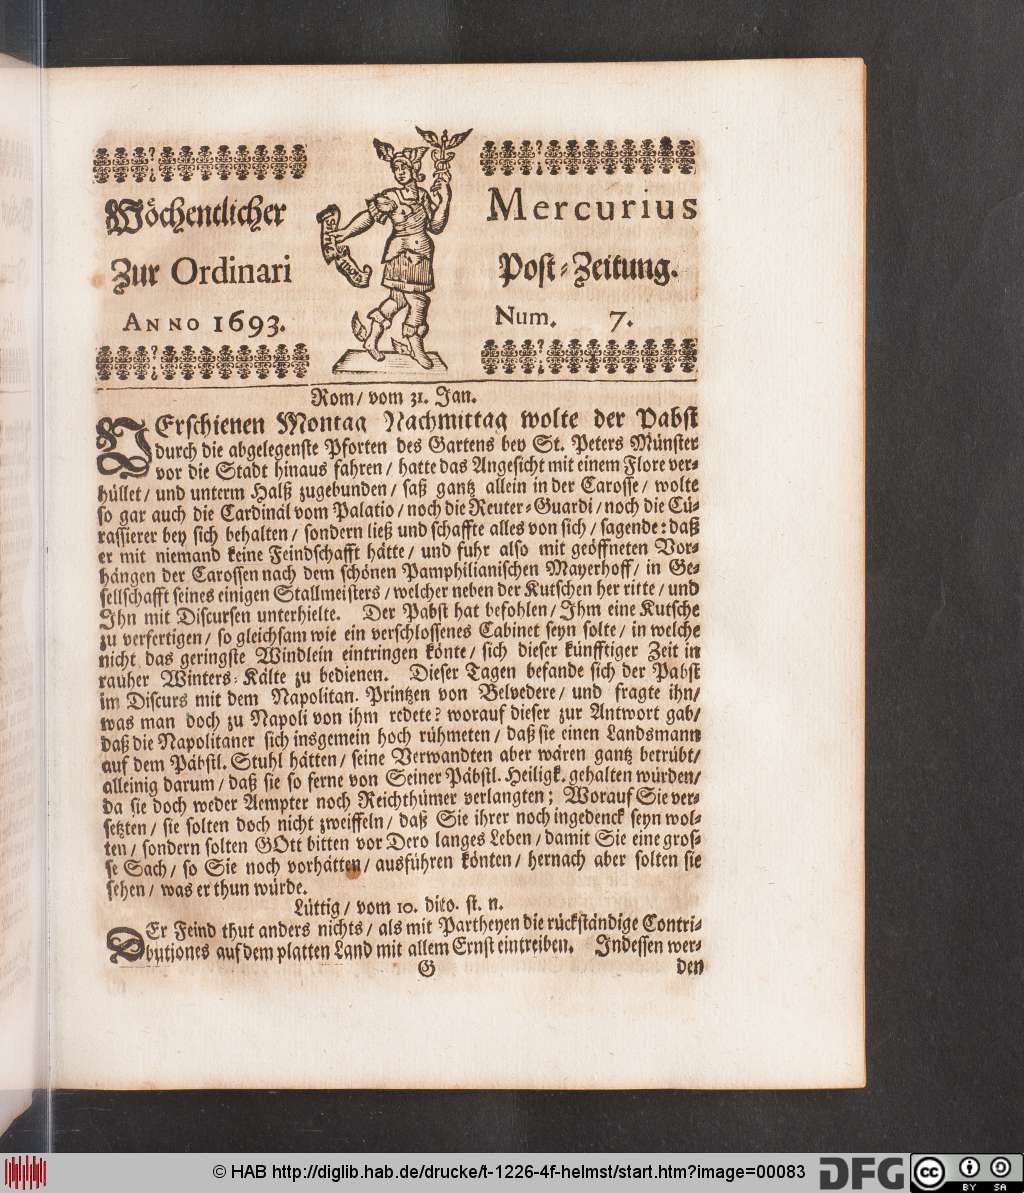 Wöchentlicher Mercurius
Zur Ordinari Post-Zeitung.
ANNO 1693. Num. 7.
Rom/ vom 31. Jan.
VErschienen Montag Nachmittag wolte der Pabst
durch die abgelegenste Pforten des Gartens bey St. Peters Münster
vor die Stadt hinaus fahren/ hatte das Angesicht mit einem Flore ver-
hüllet/ und unterm Halß zugebunden/ saß gantz allein in der Carosse/ wolte
so gar auch die Cardinäl vom Palatio/ noch die Reuter-Guardi/ noch die Cü-
rassierer bey sich behalten/ sondern ließ und schaffte alles von sich/ sagende: daß
er mit niemand keine Feindschafft hätte/ und fuhr also mit geöffneten Vor-
hängen der Carossen nach dem schönen Pamphilianischen Mayerhoff/ in Ge-
sellschafft seines einigen Stallmeisters/ welcher neben der Kutschen her ritte/ und
Ihn mit Discursen unterhielte. Der Pabst hat befohlen/ Ihm eine Kutsche
zu verfertigen/ so gleichsam wie ein verschlossenes Cabinet seyn solte/ in welche
nicht das geringste Windlein eintringen könte/ sich dieser künfftiger Zeit in
rauher Winters-Kälte zu bedienen. Dieser Tagen befande sich der Pabst
im Discurs mit dem Napolitan. Printzen von Belvedere/ und fragte ihn/
was man doch zu Napoli von ihm redete? worauf dieser zur Antwort gab/
daß die Napolitaner sich insgemein hoch rühmeten/ daß sie einen Landsmann
auf dem Päbstl. Stuhl hätten/ seine Verwandten aber wären gantz betrübt/
alleinig darum/ daß sie so ferne von Seiner Päbstl. Heiligk. gehalten würden/
da sie doch weder Aempter noch Reichthümer verlangten; Worauf Sie ver-
setzten/ sie solten doch nicht zweiffeln/ daß Sie ihrer noch ingedenck seyn wol-
ten/ sondern solten GOtt bitten vor Dero langes Leben/ damit Sie eine gros-
se Sach/ so Sie noch vorhätten/ ausführen könten/ hernach aber solten sie
sehen/ was er thun würde.
Lüttig/ vom 10. dito. st. n.
DEr Feind thut anders nichts/ als mit Partheyen die rückständige Contri-
butiones auf dem platten Land mit allem Ernst eintreiben. Indessen wer-
G den
© HAB http://diglib.hab.de/drucke/t-1226-4f-helmst/start.htm?image=00083
DFG
cc BY SA